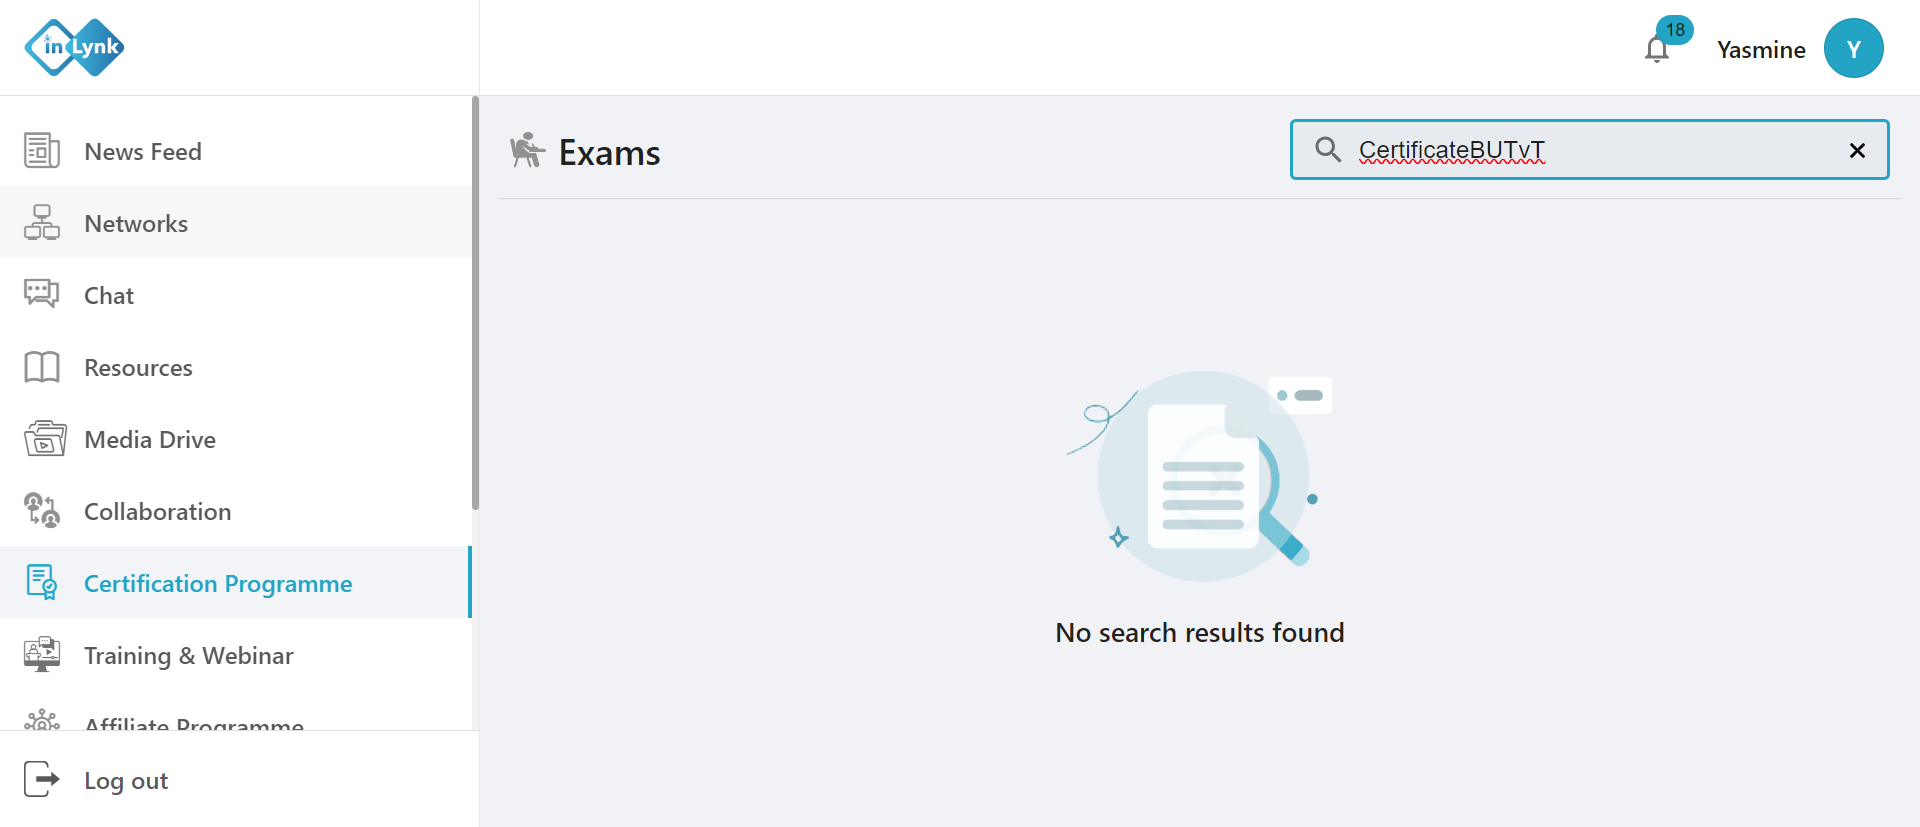 inLynk
18
Yasmine
Y
News Feed
Networks
Chat
Resources
Media Drive
Collaboration
Certification Programme
Training & Webinar
Affiliate Programme
Log out
Exams
CertificateBUTvT
No search results found